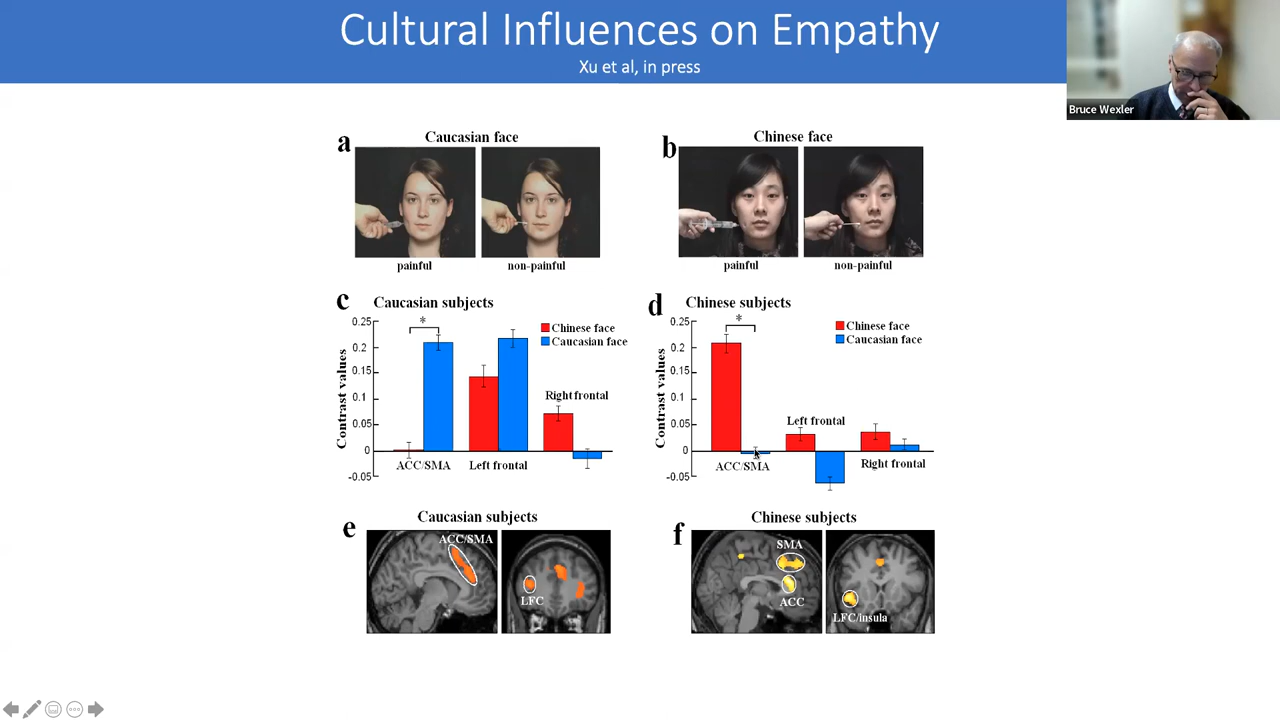 Cultural Influences on Empathy
Xu et al, in press
Bruce Wexler
a
Caucasian face
painful
non-painful
b
Chinese face
painful
non-painful
c
Caucasian subjects
*
Chinese face
Caucasian face
Contrast values
0.25
0.2
0.15
0.1
0.05
0
-0.05
ACC/SMA
Left frontal
Right frontal
d
Chinese subjects
*
Chinese face
Caucasian face
Contrast values
0.25
0.2
0.15
0.1
0.05
0
-0.05
ACC/SMA
Left frontal
Right frontal
e
Caucasian subjects
ACC/SMA
LFC
f
Chinese subjects
SMA
ACC
LFC/insula